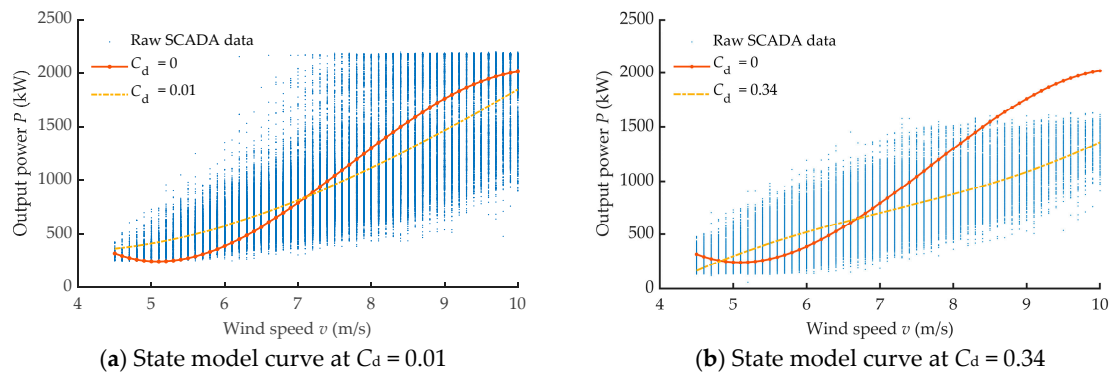 2500
2000
1500
1000
500
0
Output power P (kW)
Raw SCADA data
Cd = 0
Cd = 0.01
4 5 6 7 8 9 10
Wind speed v (m/s)
(a) State model curve at Cd = 0.01
2500
2000
1500
1000
500
0
Output power P (kW)
Raw SCADA data
Cd = 0
Cd = 0.34
4 5 6 7 8 9 10
Wind speed v (m/s)
(b) State model curve at Cd = 0.34